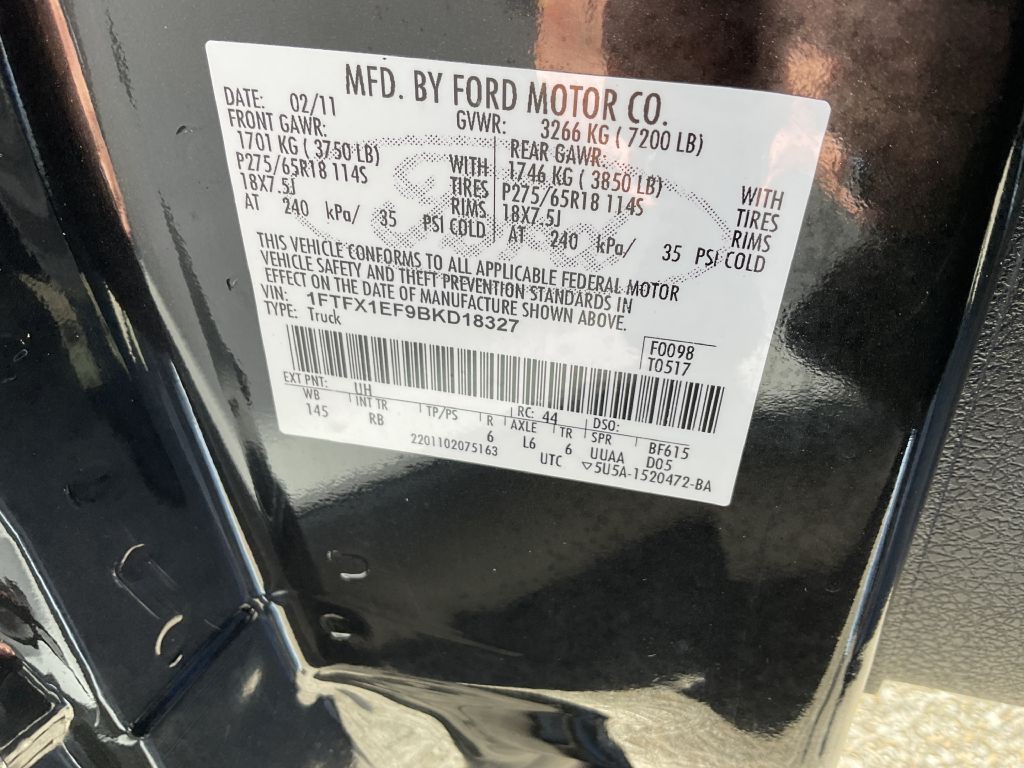 MFD. BY FORD MOTOR CO.
DATE: 02/11 GVWR: 3266 KG ( 7200 LB)
FRONT GAWR: REAR GAWR:
1701 KG ( 3750 LB) WITH 1746 KG ( 3850 LB) WITH
P275/65R18 114S TIRES P275/65R18 114S TIRES
18X7.5J RIMS 18X7.5J RIMS
AT 240 kPa/ 35 PSI COLD AT 240 kPa/ 35 PSI COLD
THIS VEHICLE CONFORMS TO ALL APPLICABLE FEDERAL MOTOR
VEHICLE SAFETY AND THEFT PREVENTION STANDARDS IN
EFFECT ON THE DATE OF MANUFACTURE SHOWN ABOVE.
VIN: 1FTFX1EF9BKD18327
TYPE: Truck
F0098
T0517
EXT PNT: UH RC: 44 DSO:
WB INT TR TP/PS R AXLE TR SPR BF615
145 RB 6 L6 6 UUAA D05
2201102075163 UTC ▽5U5A-1520472-BA